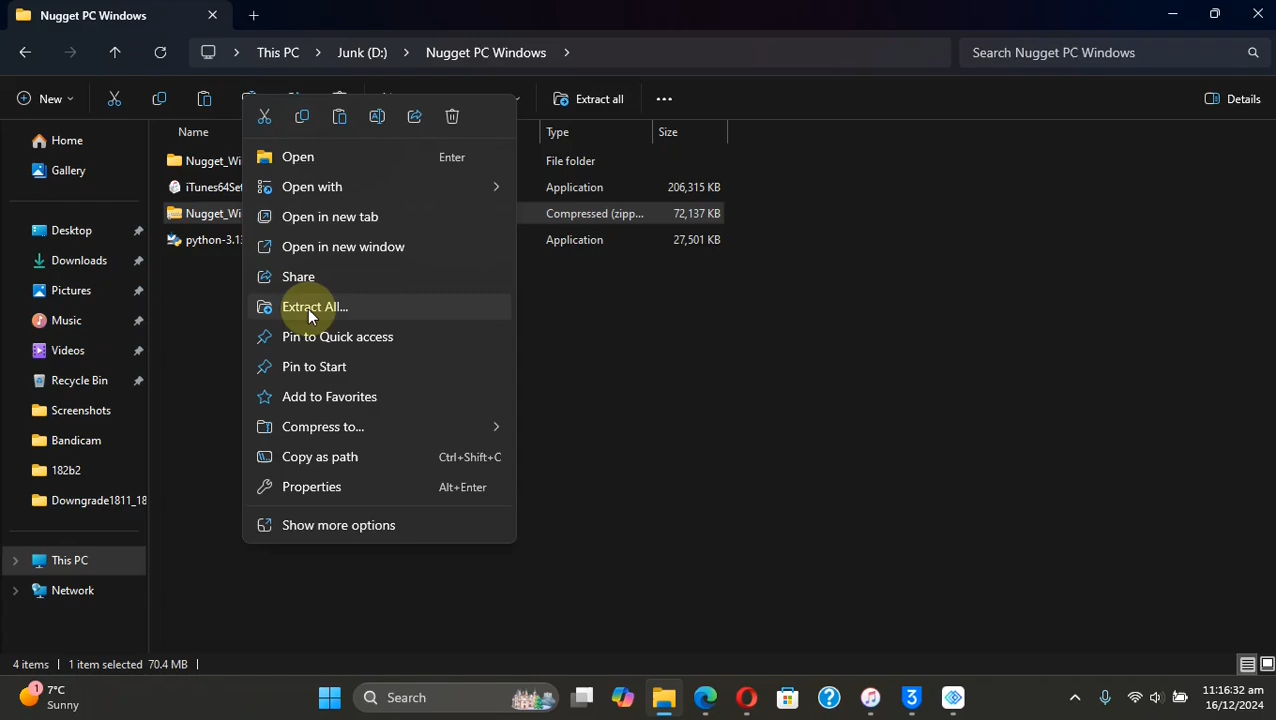 Nugget PC Windows
This PC
Junk (D:)
Nugget PC Windows
Search Nugget PC Windows
New
Extract all
Details
Home
Gallery
Desktop
Downloads
Pictures
Music
Videos
Recycle Bin
Screenshots
Bandicam
182b2
Downgrade1811_18
This PC
Network
Name
Type
Size
Nugget_Wi
File folder
iTunes64Set
Application
206,315 KB
Nugget_Wi
Compressed (zipp...
72,137 KB
python-3.13
Application
27,501 KB
Open
Enter
Open with
Open in new tab
Open in new window
Share
Extract All...
Pin to Quick access
Pin to Start
Add to Favorites
Compress to...
Copy as path
Ctrl+Shift+C
Properties
Alt+Enter
Show more options
4 items
1 item selected 70.4 MB
1
7°C
Sunny
Search
11:16:32 am
16/12/2024